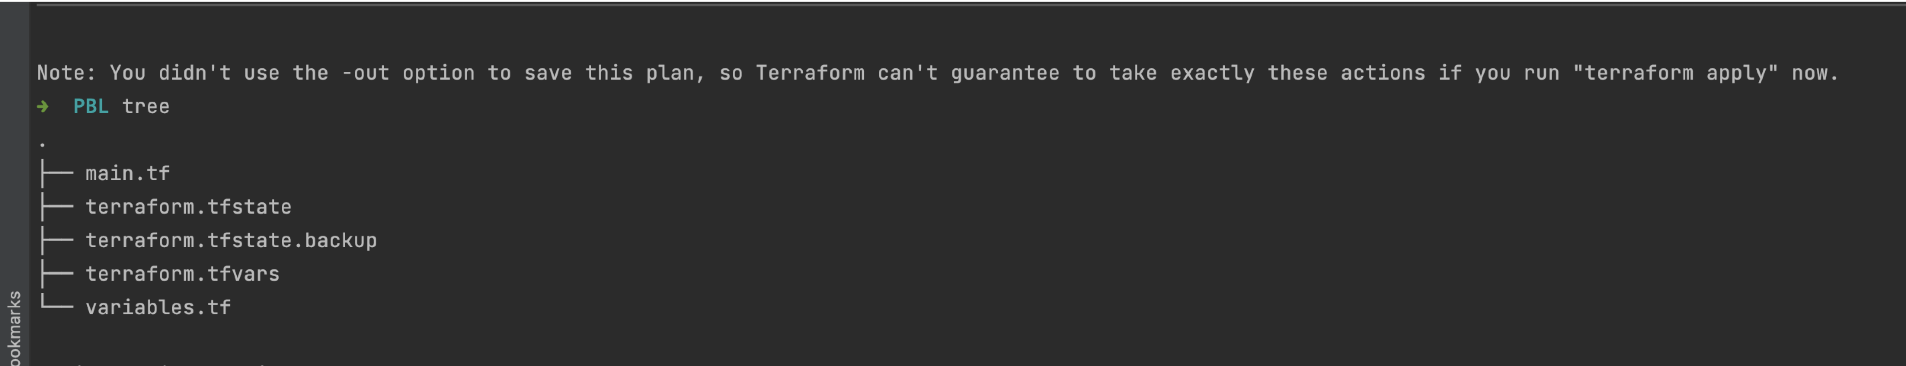 Note: You didn't use the -out option to save this plan, so Terraform can't guarantee to take exactly these actions if you run "terraform apply" now.
➜  PBL tree
.
├── main.tf
├── terraform.tfstate
├── terraform.tfstate.backup
├── terraform.tfvars
└── variables.tf
ookmarks